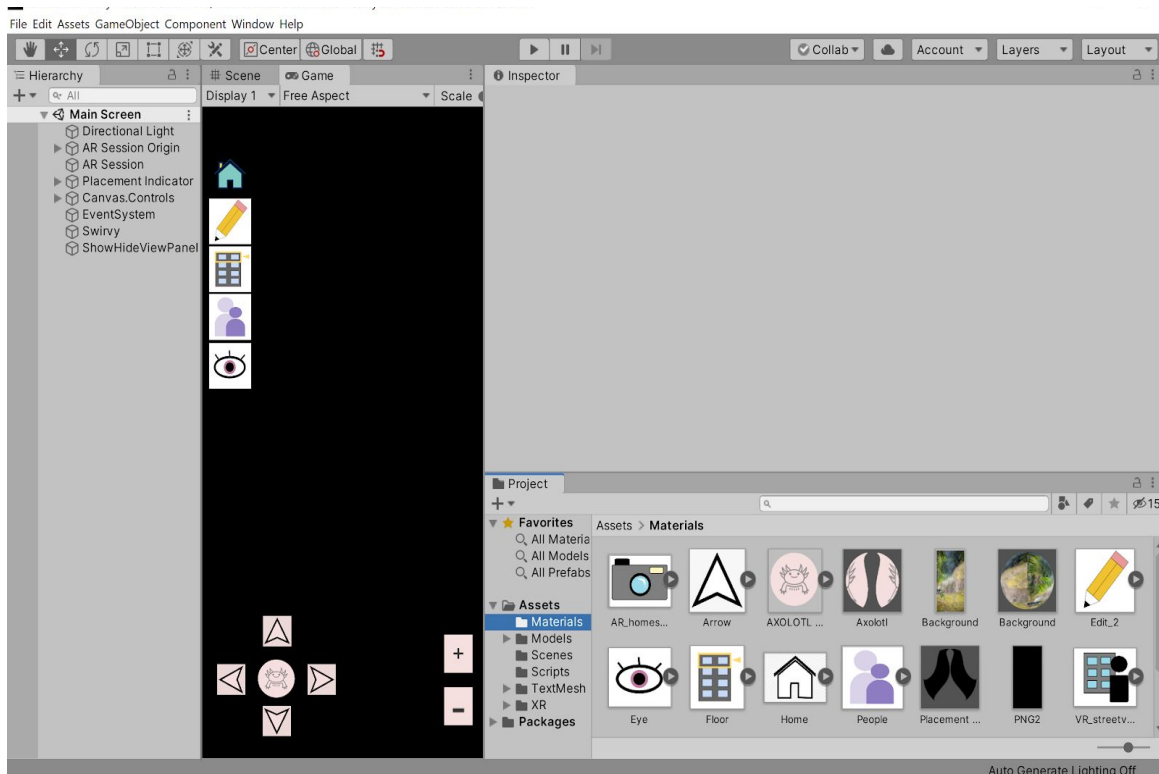 File Edit Assets GameObject Component Window Help
Center Global Collab Account Layers Layout
Hierarchy
All
Main Screen
Directional Light
AR Session Origin
AR Session
Placement Indicator
Canvas.Controls
EventSystem
Swirvy
ShowHideViewPanel
Scene Game
Display 1 Free Aspect Scale
+
-
Inspector
Project
15
Favorites
All Materia
All Models
All Prefabs
Assets
Materials
Models
Scenes
Scripts
TextMesh
XR
Packages
Assets > Materials
AR_homes... Arrow AXOLOTL ... Axolotl Background Background Edit_2
Eye Floor Home People Placement ... PNG2 VR_streetv...
Auto Generate Lighting Off